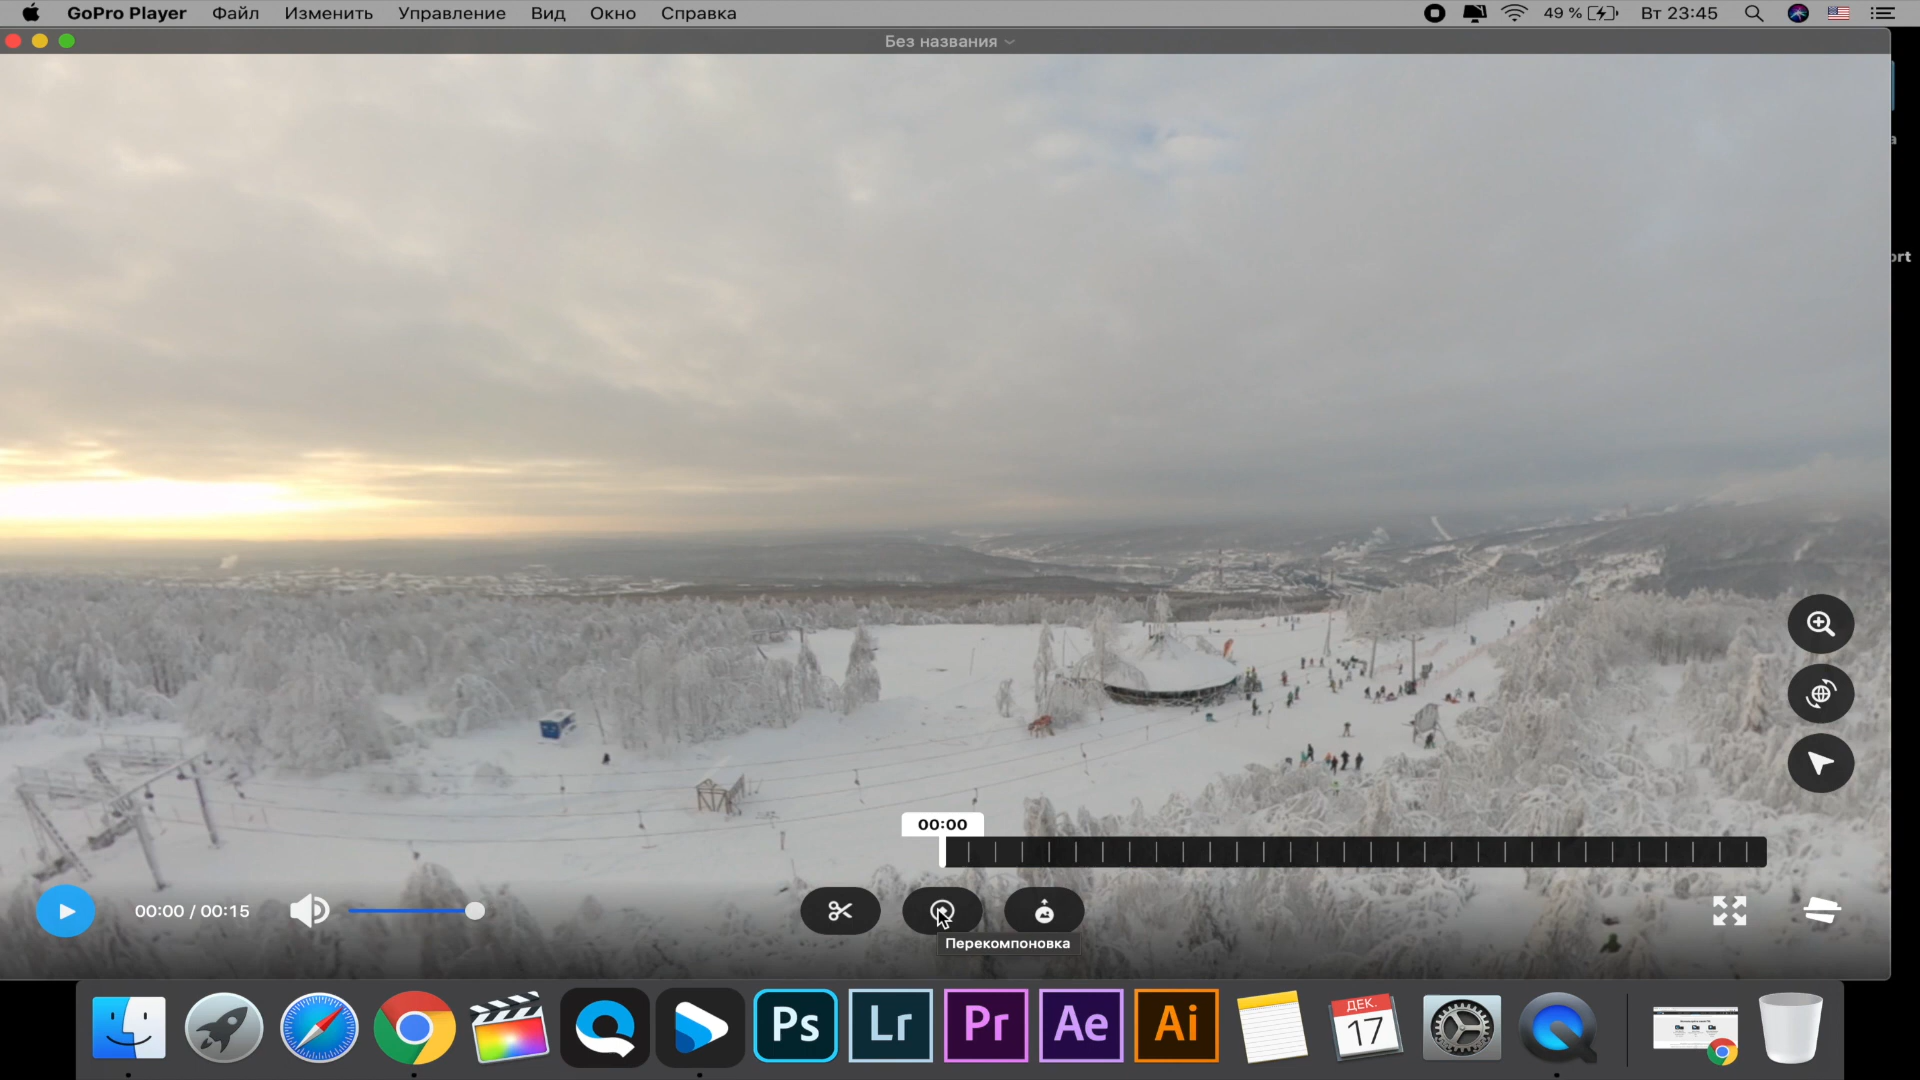 GoPro Player Файл Изменить Управление Вид Окно Справка 49 % Вт 23:45
Без названия
00:00
00:00 / 00:15
Перекомпоновка
Ps Lr Pr Ae Ai
ДЕК.
17